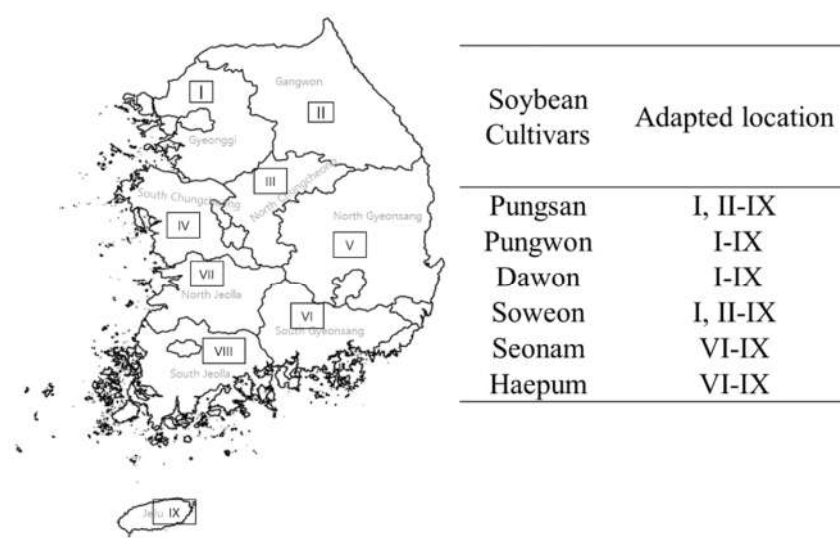 I
Gangwon
II
Gyeonggi
III
North Chungcheong
South Chungcheong
IV
North Gyeonsang
V
VII
North Jeolla
VI
South Gyeonsang
VIII
South Jeolla
Jeju IX
Soybean Cultivars Adapted location
Pungsan I, II-IX
Pungwon I-IX
Dawon I-IX
Soweon I, II-IX
Seonam VI-IX
Haepum VI-IX